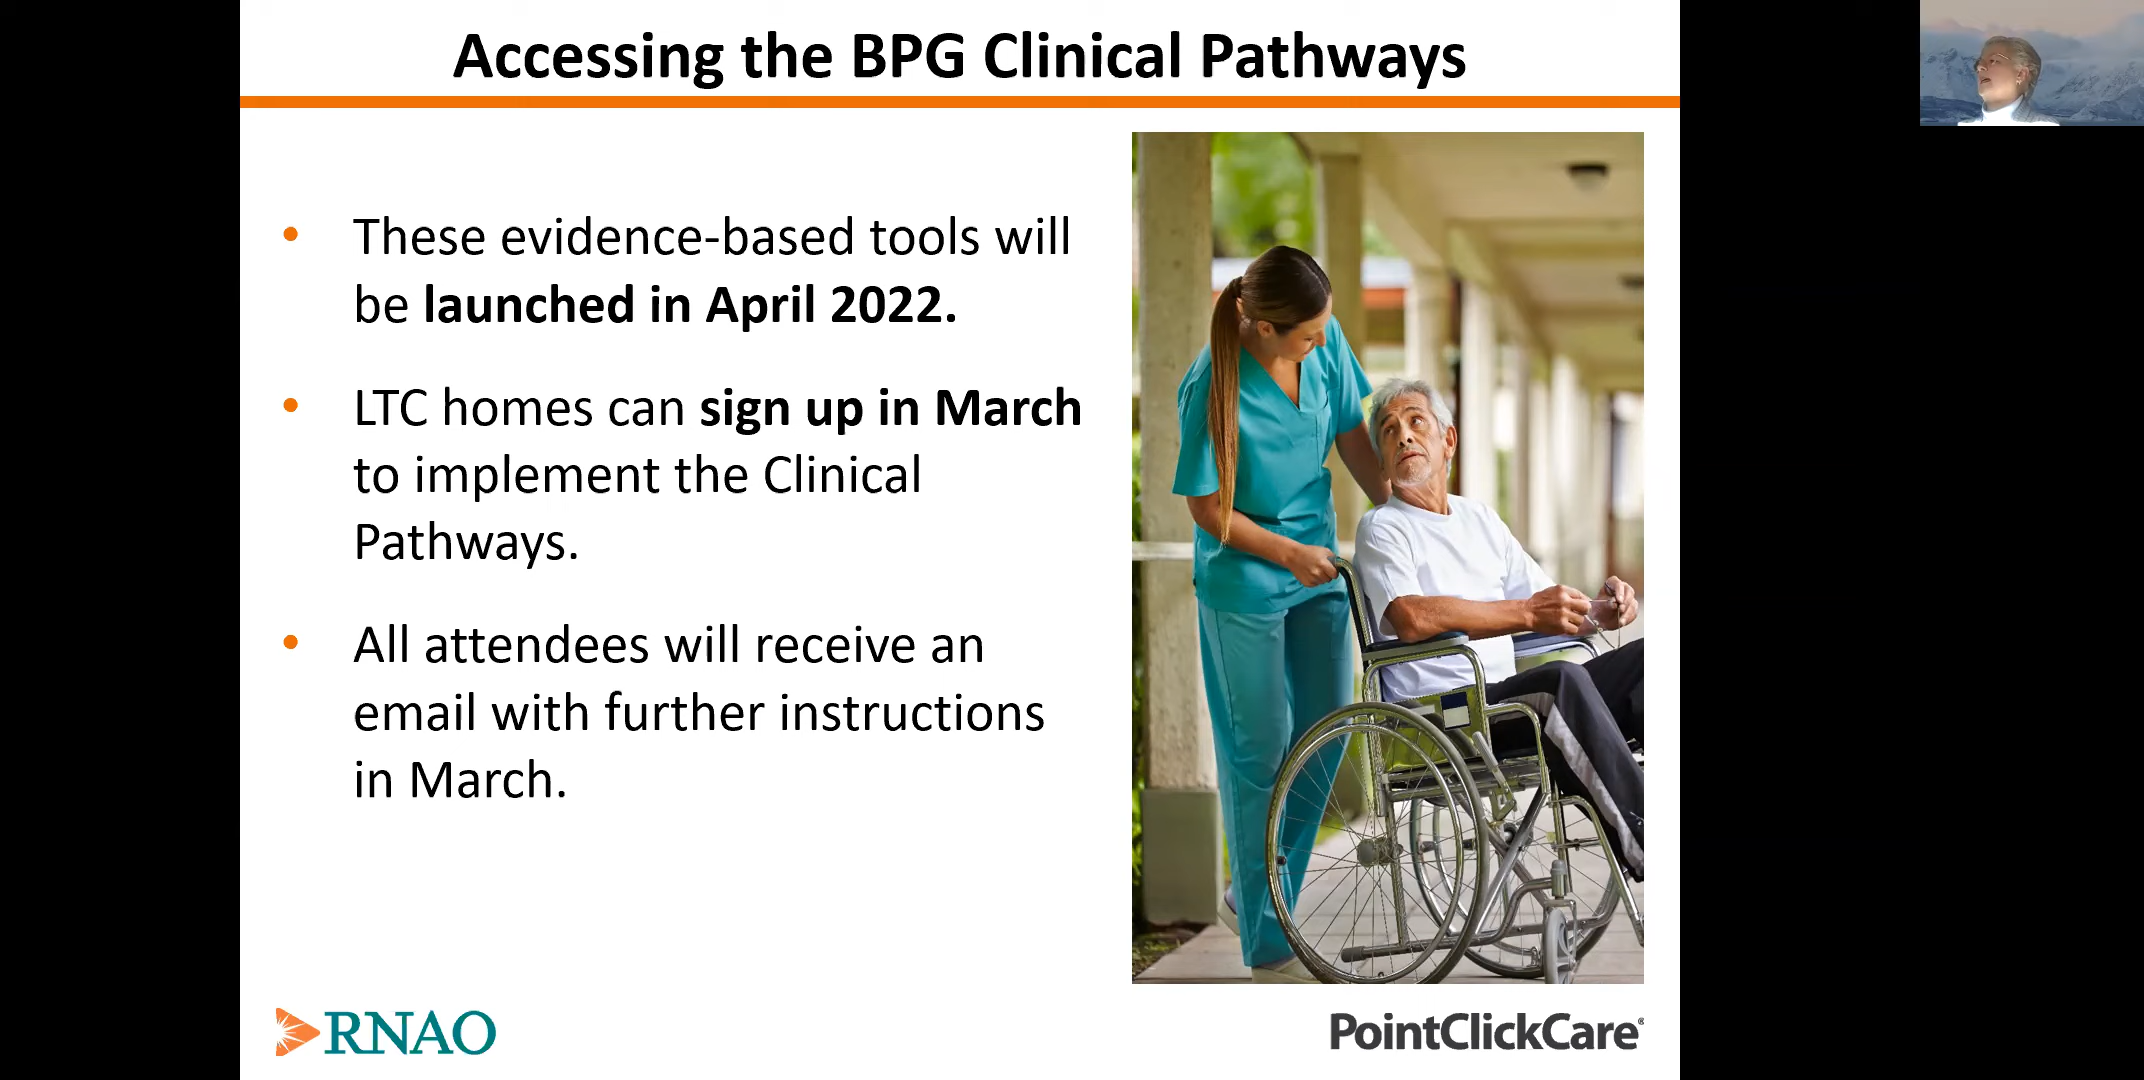 Accessing the BPG Clinical Pathways
• These evidence-based tools will
be launched in April 2022.
• LTC homes can sign up in March
to implement the Clinical
Pathways.
• All attendees will receive an
email with further instructions
in March.
RNAO
PointClickCare®